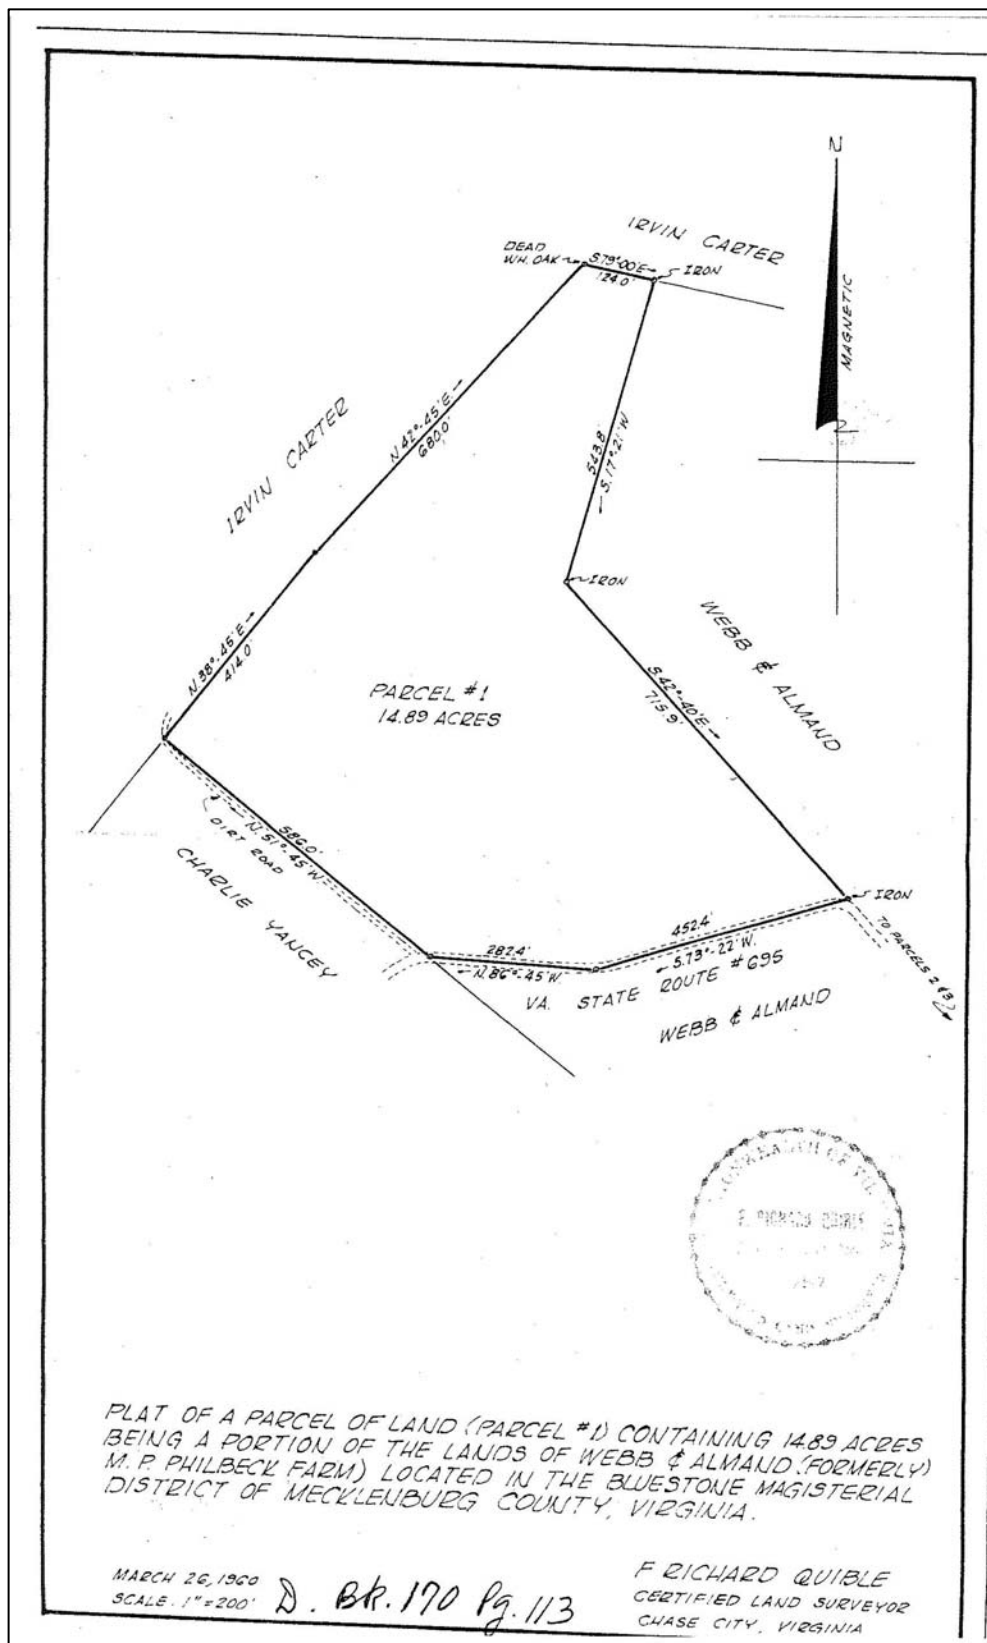 N
MAGNETIC
IRVIN CARTER
DEAD
WH. OAK
S.79°-00'E
124.0'
IRON
N.42°-45'E.
680.0'
543.8'
S.17°-21'W
IRVIN CARTER
IRON
N.38°-45'E
414.0'
WEBB & ALMAND
S.42°-40'E.
715.9'
PARCEL #1
14.89 ACRES
586.0'
N.51°-45'W
DIRT ROAD
CHARLIE YANCEY
IRON
TO PARCELS 2 & 3
452.4'
S.73°-22'W.
282.4'
N.86°-45'W.
VA. STATE ROUTE #695
WEBB & ALMAND
PLAT OF A PARCEL OF LAND (PARCEL #1) CONTAINING 14.89 ACRES
BEING A PORTION OF THE LANDS OF WEBB & ALMAND.(FORMERLY)
M. P. PHILBECK FARM) LOCATED IN THE BLUESTONE MAGISTERIAL
DISTRICT OF MECKLENBURG COUNTY, VIRGINIA.
MARCH 26, 1960
SCALE. 1"=200'
D. BK. 170 Pg. 113
F RICHARD QUIBLE
CERTIFIED LAND SURVEYOR
CHASE CITY, VIRGINIA